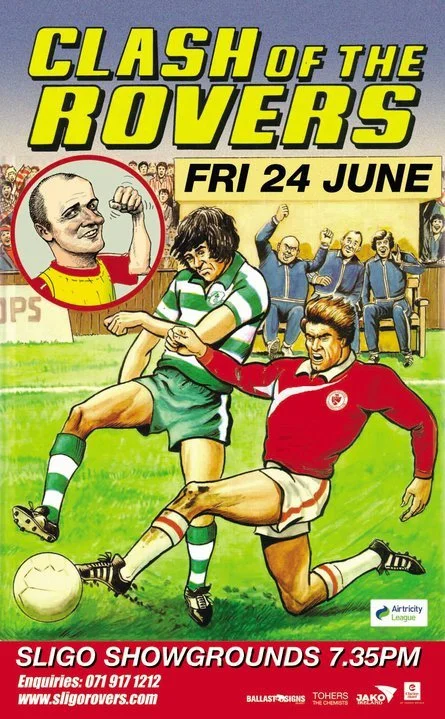 CLASH OF THE
ROVERS
FRI 24 JUNE
OPS
Airtricity
League
SLIGO SHOWGROUNDS 7.35PM
Enquiries: 071 917 1212
www.sligorovers.com
BALLAST SIGNS
TOHERS
THE CHEMISTS
JAKO
IRELAND